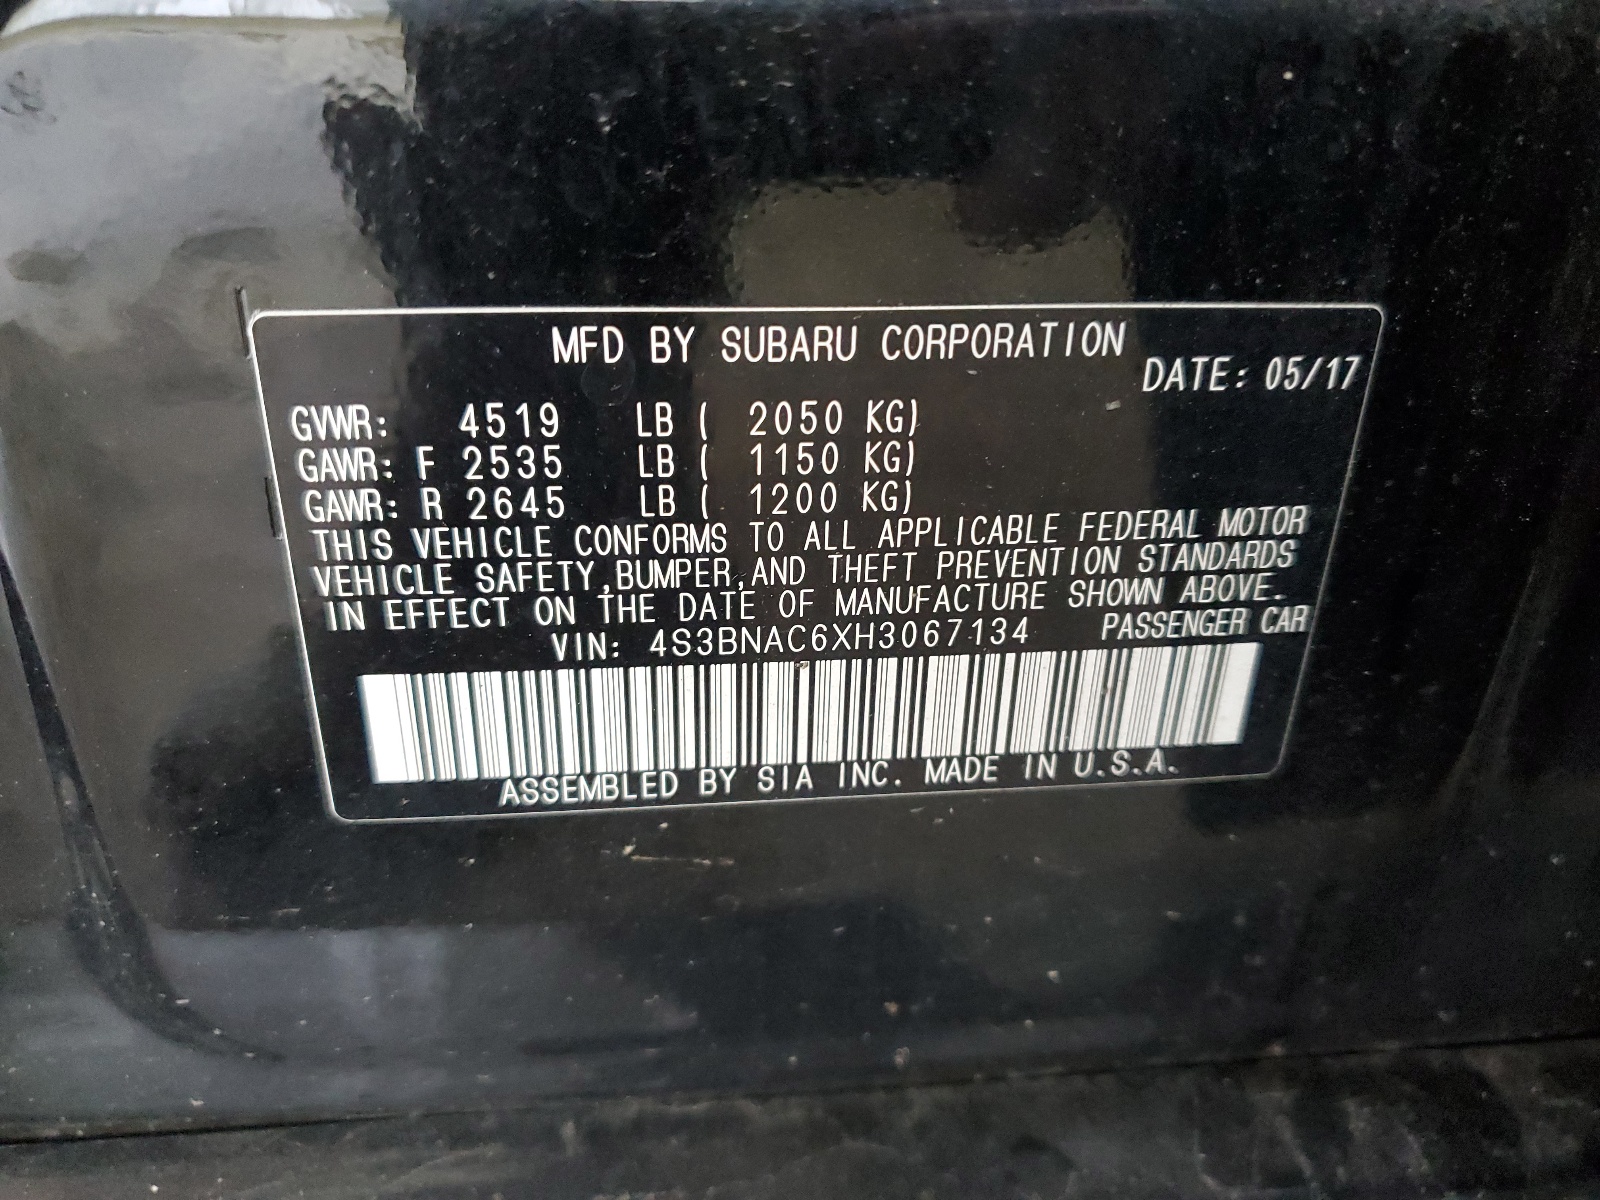 MFD BY SUBARU CORPORATION
DATE: 05/17
GVWR: 4519 LB ( 2050 KG)
GAWR: F 2535 LB ( 1150 KG)
GAWR: R 2645 LB ( 1200 KG)
THIS VEHICLE CONFORMS TO ALL APPLICABLE FEDERAL MOTOR
VEHICLE SAFETY,BUMPER,AND THEFT PREVENTION STANDARDS
IN EFFECT ON THE DATE OF MANUFACTURE SHOWN ABOVE.
VIN: 4S3BNAC6XH3067134 PASSENGER CAR
ASSEMBLED BY SIA INC. MADE IN U.S.A.